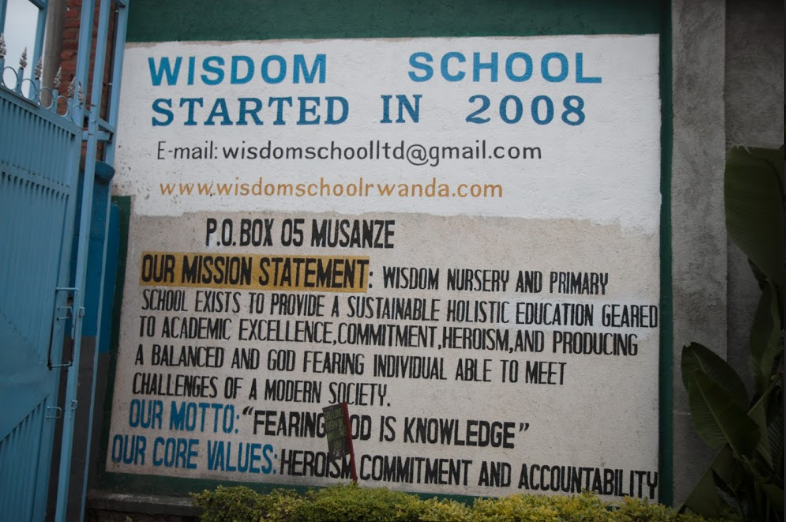 WISDOM SCHOOL
STARTED IN 2008
E-mail: wisdomschoolltd@gmail.com
www.wisdomschoolrwanda.com
P.O. BOX 05 MUSANZE
OUR MISSION STATEMENT: WISDOM NURSERY AND PRIMARY
SCHOOL EXISTS TO PROVIDE A SUSTAINABLE HOLISTIC EDUCATION GEARED
TO ACADEMIC EXCELLENCE,COMMITMENT,HEROISM,AND PRODUCING
A BALANCED AND GOD FEARING INDIVIDUAL ABLE TO MEET
CHALLENGES OF A MODERN SOCIETY.
OUR MOTTO:"FEARING GOD IS KNOWLEDGE"
OUR CORE VALUES:HEROISM,COMMITMENT AND ACCOUNTABILITY